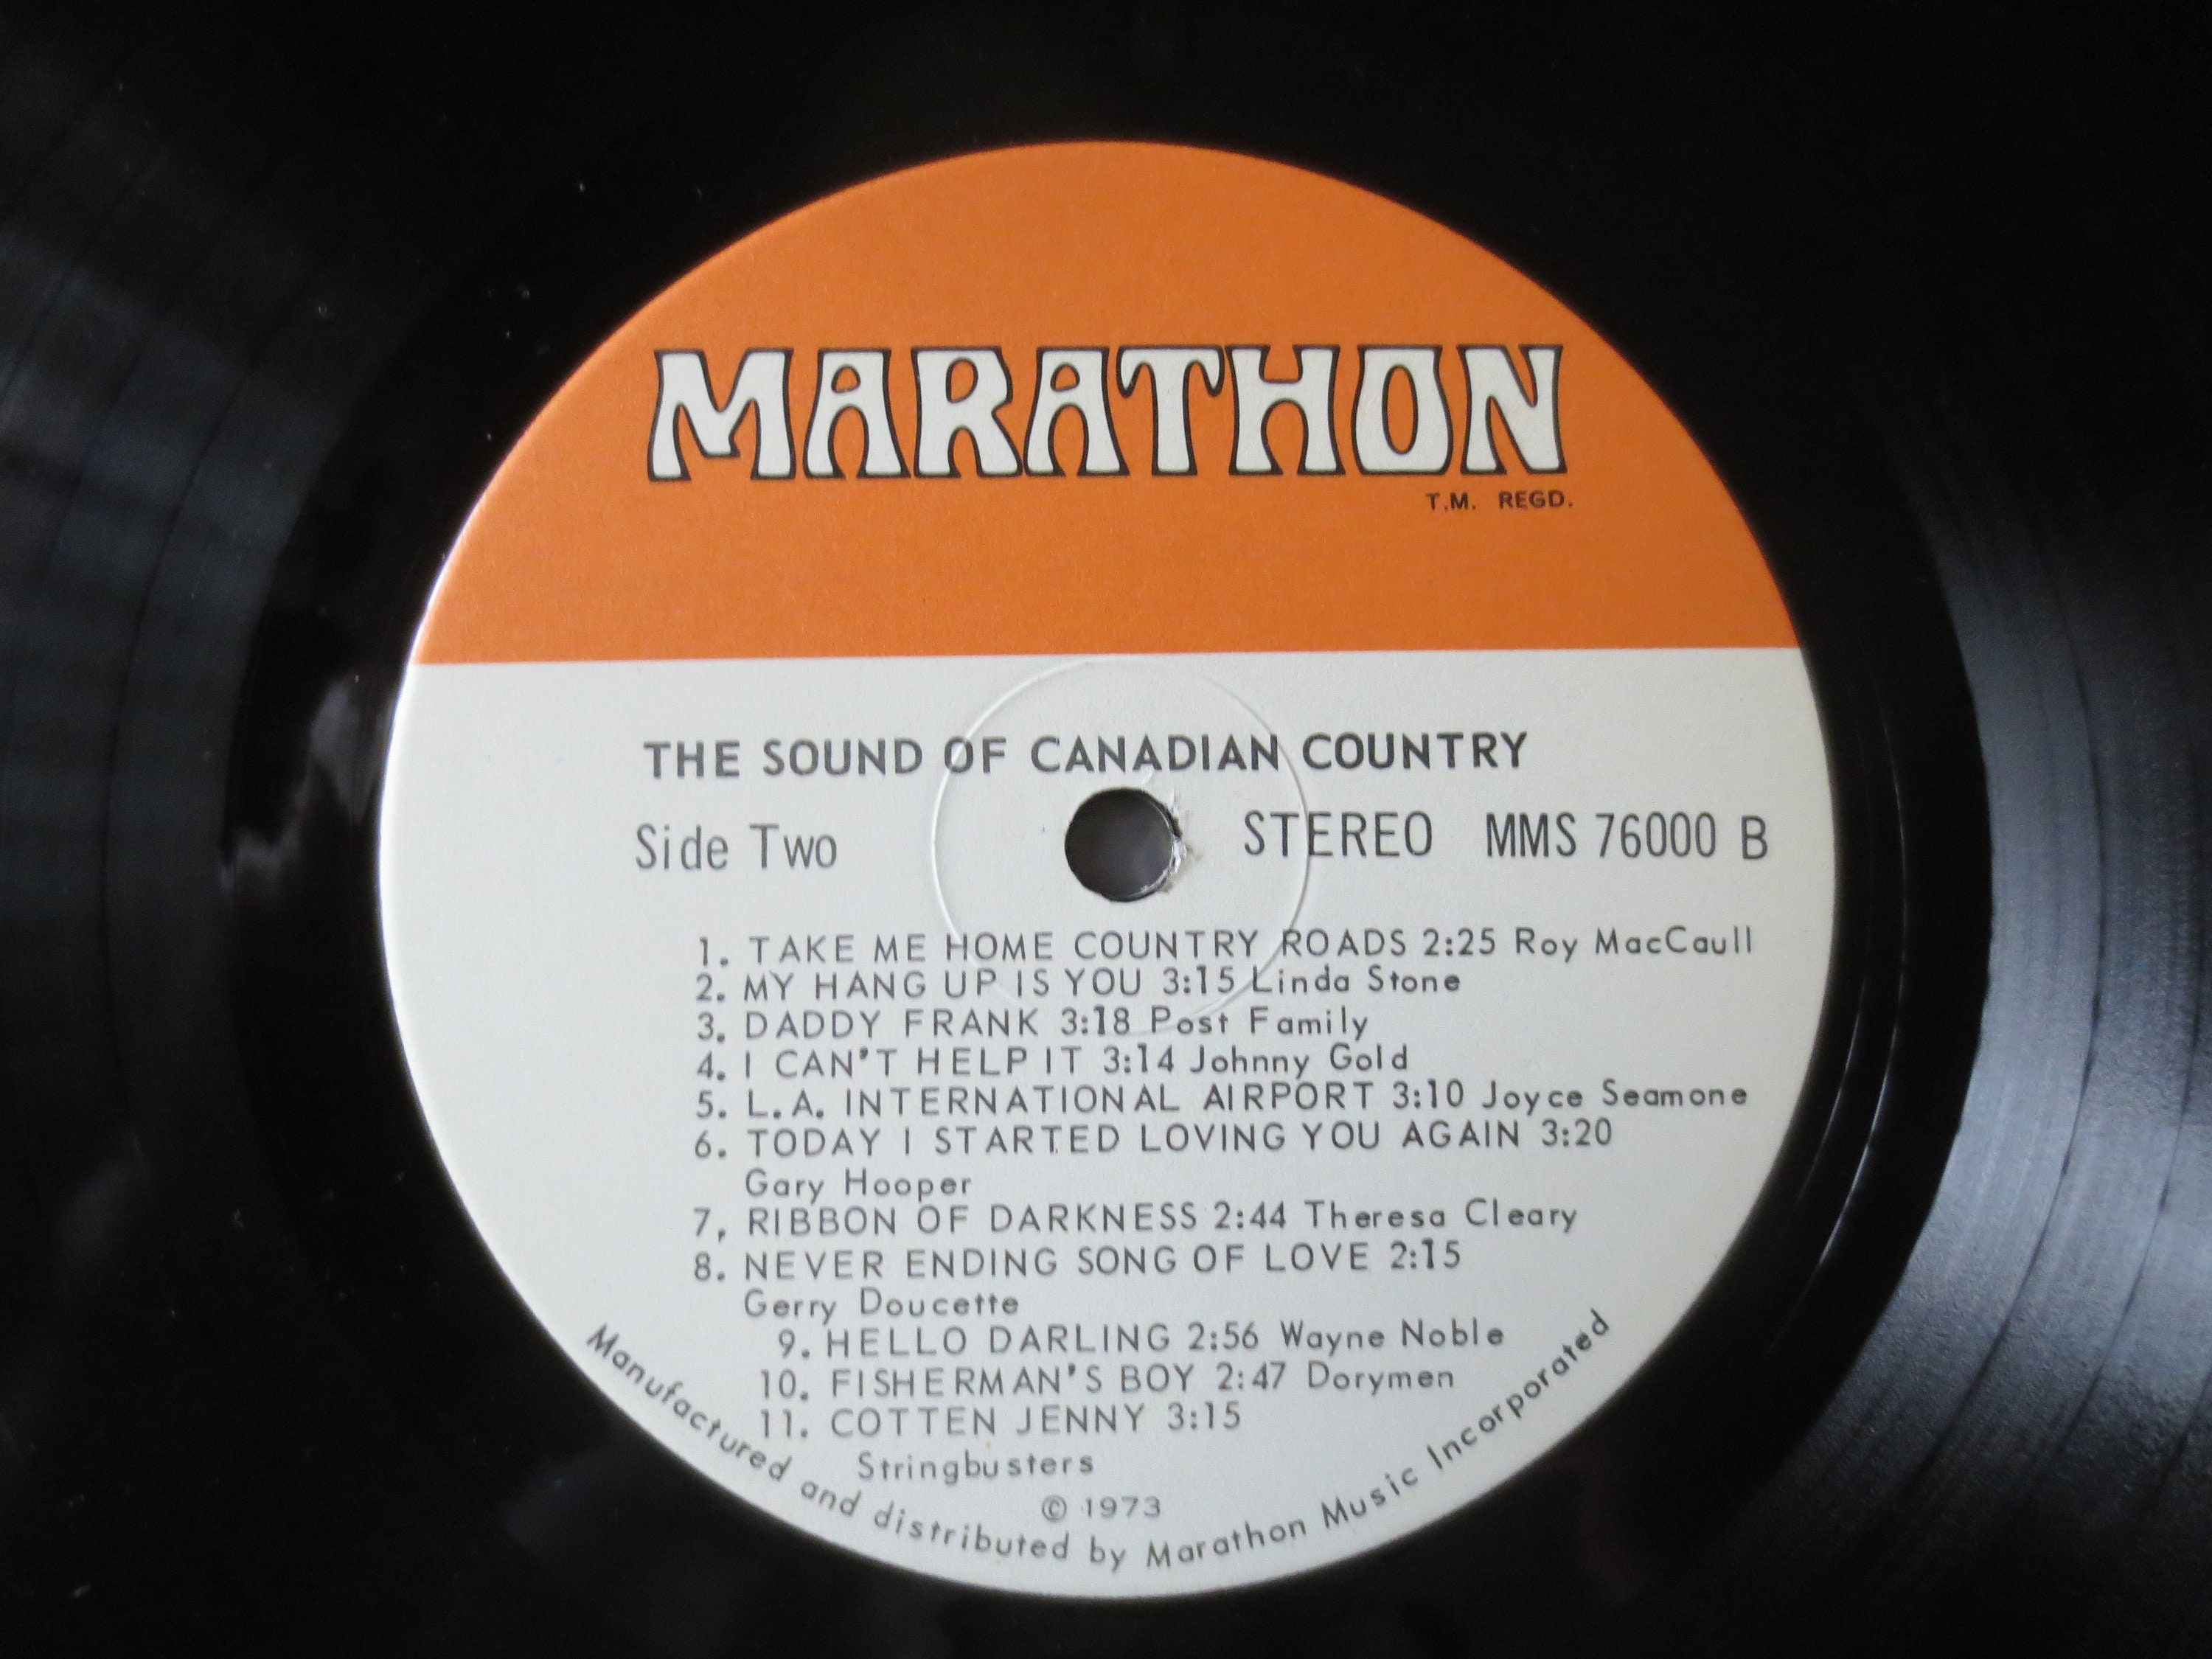 MARATHON
T.M. REGD.
THE SOUND OF CANADIAN COUNTRY
Side Two STEREO MMS 76000 B
1. TAKE ME HOME COUNTRY ROADS 2:25 Roy MacCaull
2. MY HANG UP IS YOU 3:15 Linda Stone
3. DADDY FRANK 3:18 Post Family
4. I CAN'T HELP IT 3:14 Johnny Gold
5. L.A. INTERNATIONAL AIRPORT 3:10 Joyce Seamone
6. TODAY I STARTED LOVING YOU AGAIN 3:20
Gary Hooper
7, RIBBON OF DARKNESS 2:44 Theresa Cleary
8. NEVER ENDING SONG OF LOVE 2:15
Gerry Doucette
9. HELLO DARLING 2:56 Wayne Noble
10. FISHERMAN'S BOY 2:47 Dorymen
11. COTTEN JENNY 3:15
Stringbusters
© 1973
Manufactured and distributed by Marathon Music Incorporated